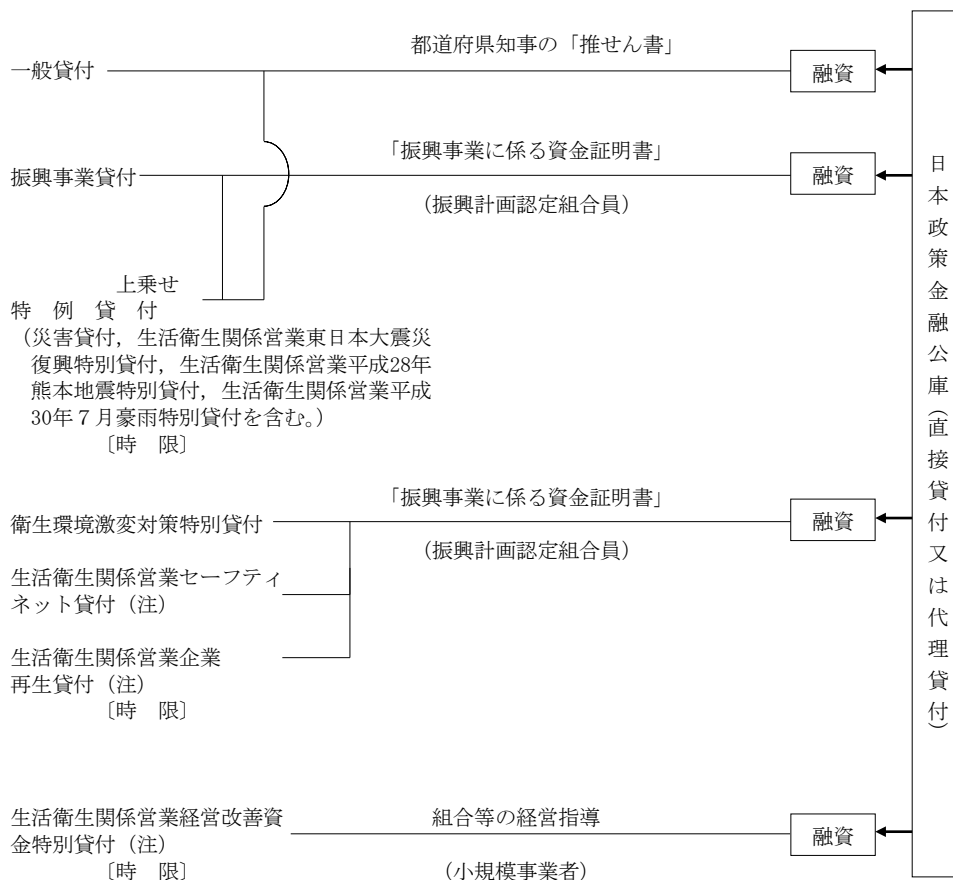 都道府県知事の「推せん書」
一般貸付
融資
「振興事業に係る資金証明書」
振興事業貸付
融資
(振興計画認定組合員)
上乗せ
特 例 貸 付
(災害貸付，生活衛生関係営業東日本大震災
復興特別貸付，生活衛生関係営業平成28年
熊本地震特別貸付，生活衛生関係営業平成
30年７月豪雨特別貸付を含む。)
〔時 限〕
「振興事業に係る資金証明書」
衛生環境激変対策特別貸付
融資
(振興計画認定組合員)
生活衛生関係営業セーフティ
ネット貸付（注）
生活衛生関係営業企業
再生貸付（注）
〔時 限〕
生活衛生関係営業経営改善資
金特別貸付（注）
〔時 限〕
組合等の経営指導
融資
(小規模事業者)
日本政策金融公庫（直接貸付又は代理貸付）